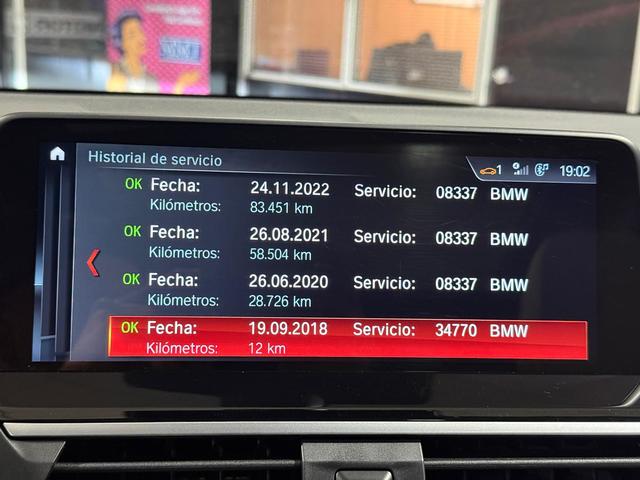 Historial de servicio
1 19:02
OK Fecha: 24.11.2022 Servicio: 08337 BMW
Kilómetros: 83.451 km
OK Fecha: 26.08.2021 Servicio: 08337 BMW
Kilómetros: 58.504 km
OK Fecha: 26.06.2020 Servicio: 08337 BMW
Kilómetros: 28.726 km
OK Fecha: 19.09.2018 Servicio: 34770 BMW
Kilómetros: 12 km